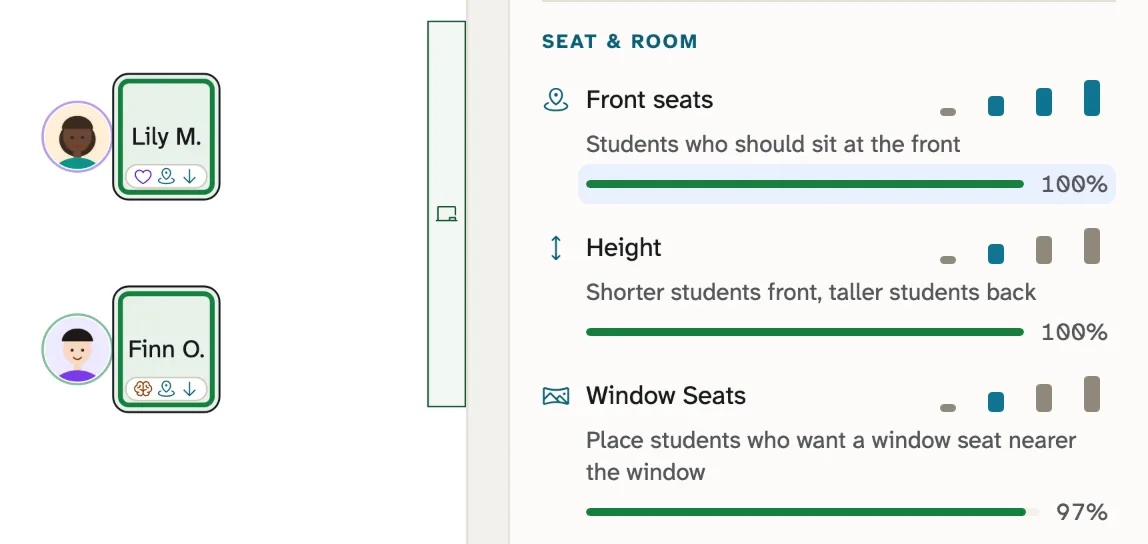 Lily M.
Finn O.
SEAT & ROOM
Front seats
Students who should sit at the front
100%
Height
Shorter students front, taller students back
100%
Window Seats
Place students who want a window seat nearer
the window
97%